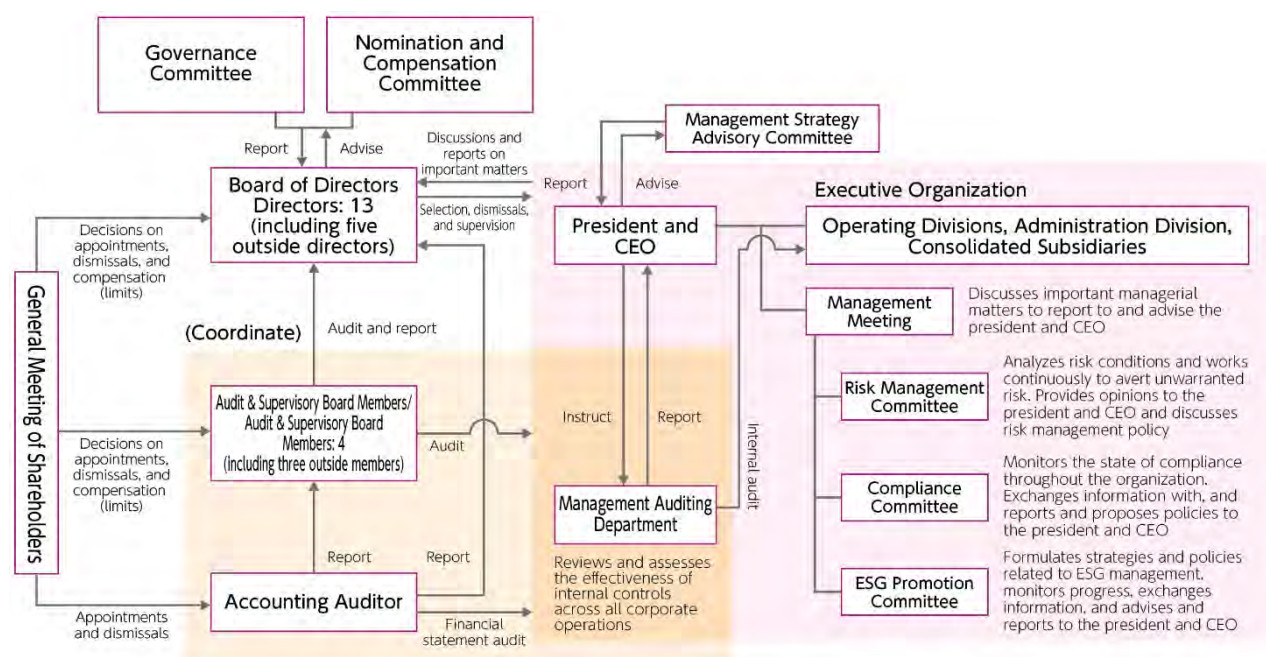 Governance
Committee
Nomination and
Compensation
Committee
Report
Advise
Discussions and
reports on
important matters
Management Strategy
Advisory Committee
Report
Advise
Board of Directors
Directors: 13
(including five
outside directors)
Selection, dismissals,
and supervision
President and
CEO
Executive Organization
Operating Divisions, Administration Division,
Consolidated Subsidiaries
Decisions on
appointments,
dismissals, and
compensation
(limits)
General Meeting of Shareholders
(Coordinate)
Audit and report
Management
Meeting
Discusses important managerial
matters to report to and advise the
president and CEO
Audit & Supervisory Board Members/
Audit & Supervisory Board
Members: 4
(including three outside members)
Audit
Instruct
Report
Internal audit
Risk Management
Committee
Analyzes risk conditions and works
continuously to avert unwarranted
risk. Provides opinions to the
president and CEO and discusses
risk management policy
Decisions on
appointments,
dismissals, and
compensation
(limits)
Management Auditing
Department
Compliance
Committee
Monitors the state of compliance
throughout the organization.
Exchanges information with, and
reports and proposes policies to
the president and CEO
Report
Report
Reviews and assesses
the effectiveness of
internal controls
across all corporate
operations
ESG Promotion
Committee
Formulates strategies and policies
related to ESG management,
monitors progress, exchanges
information, and advises and
reports to the president and CEO
Accounting Auditor
Appointments
and dismissals
Financial
statement audit